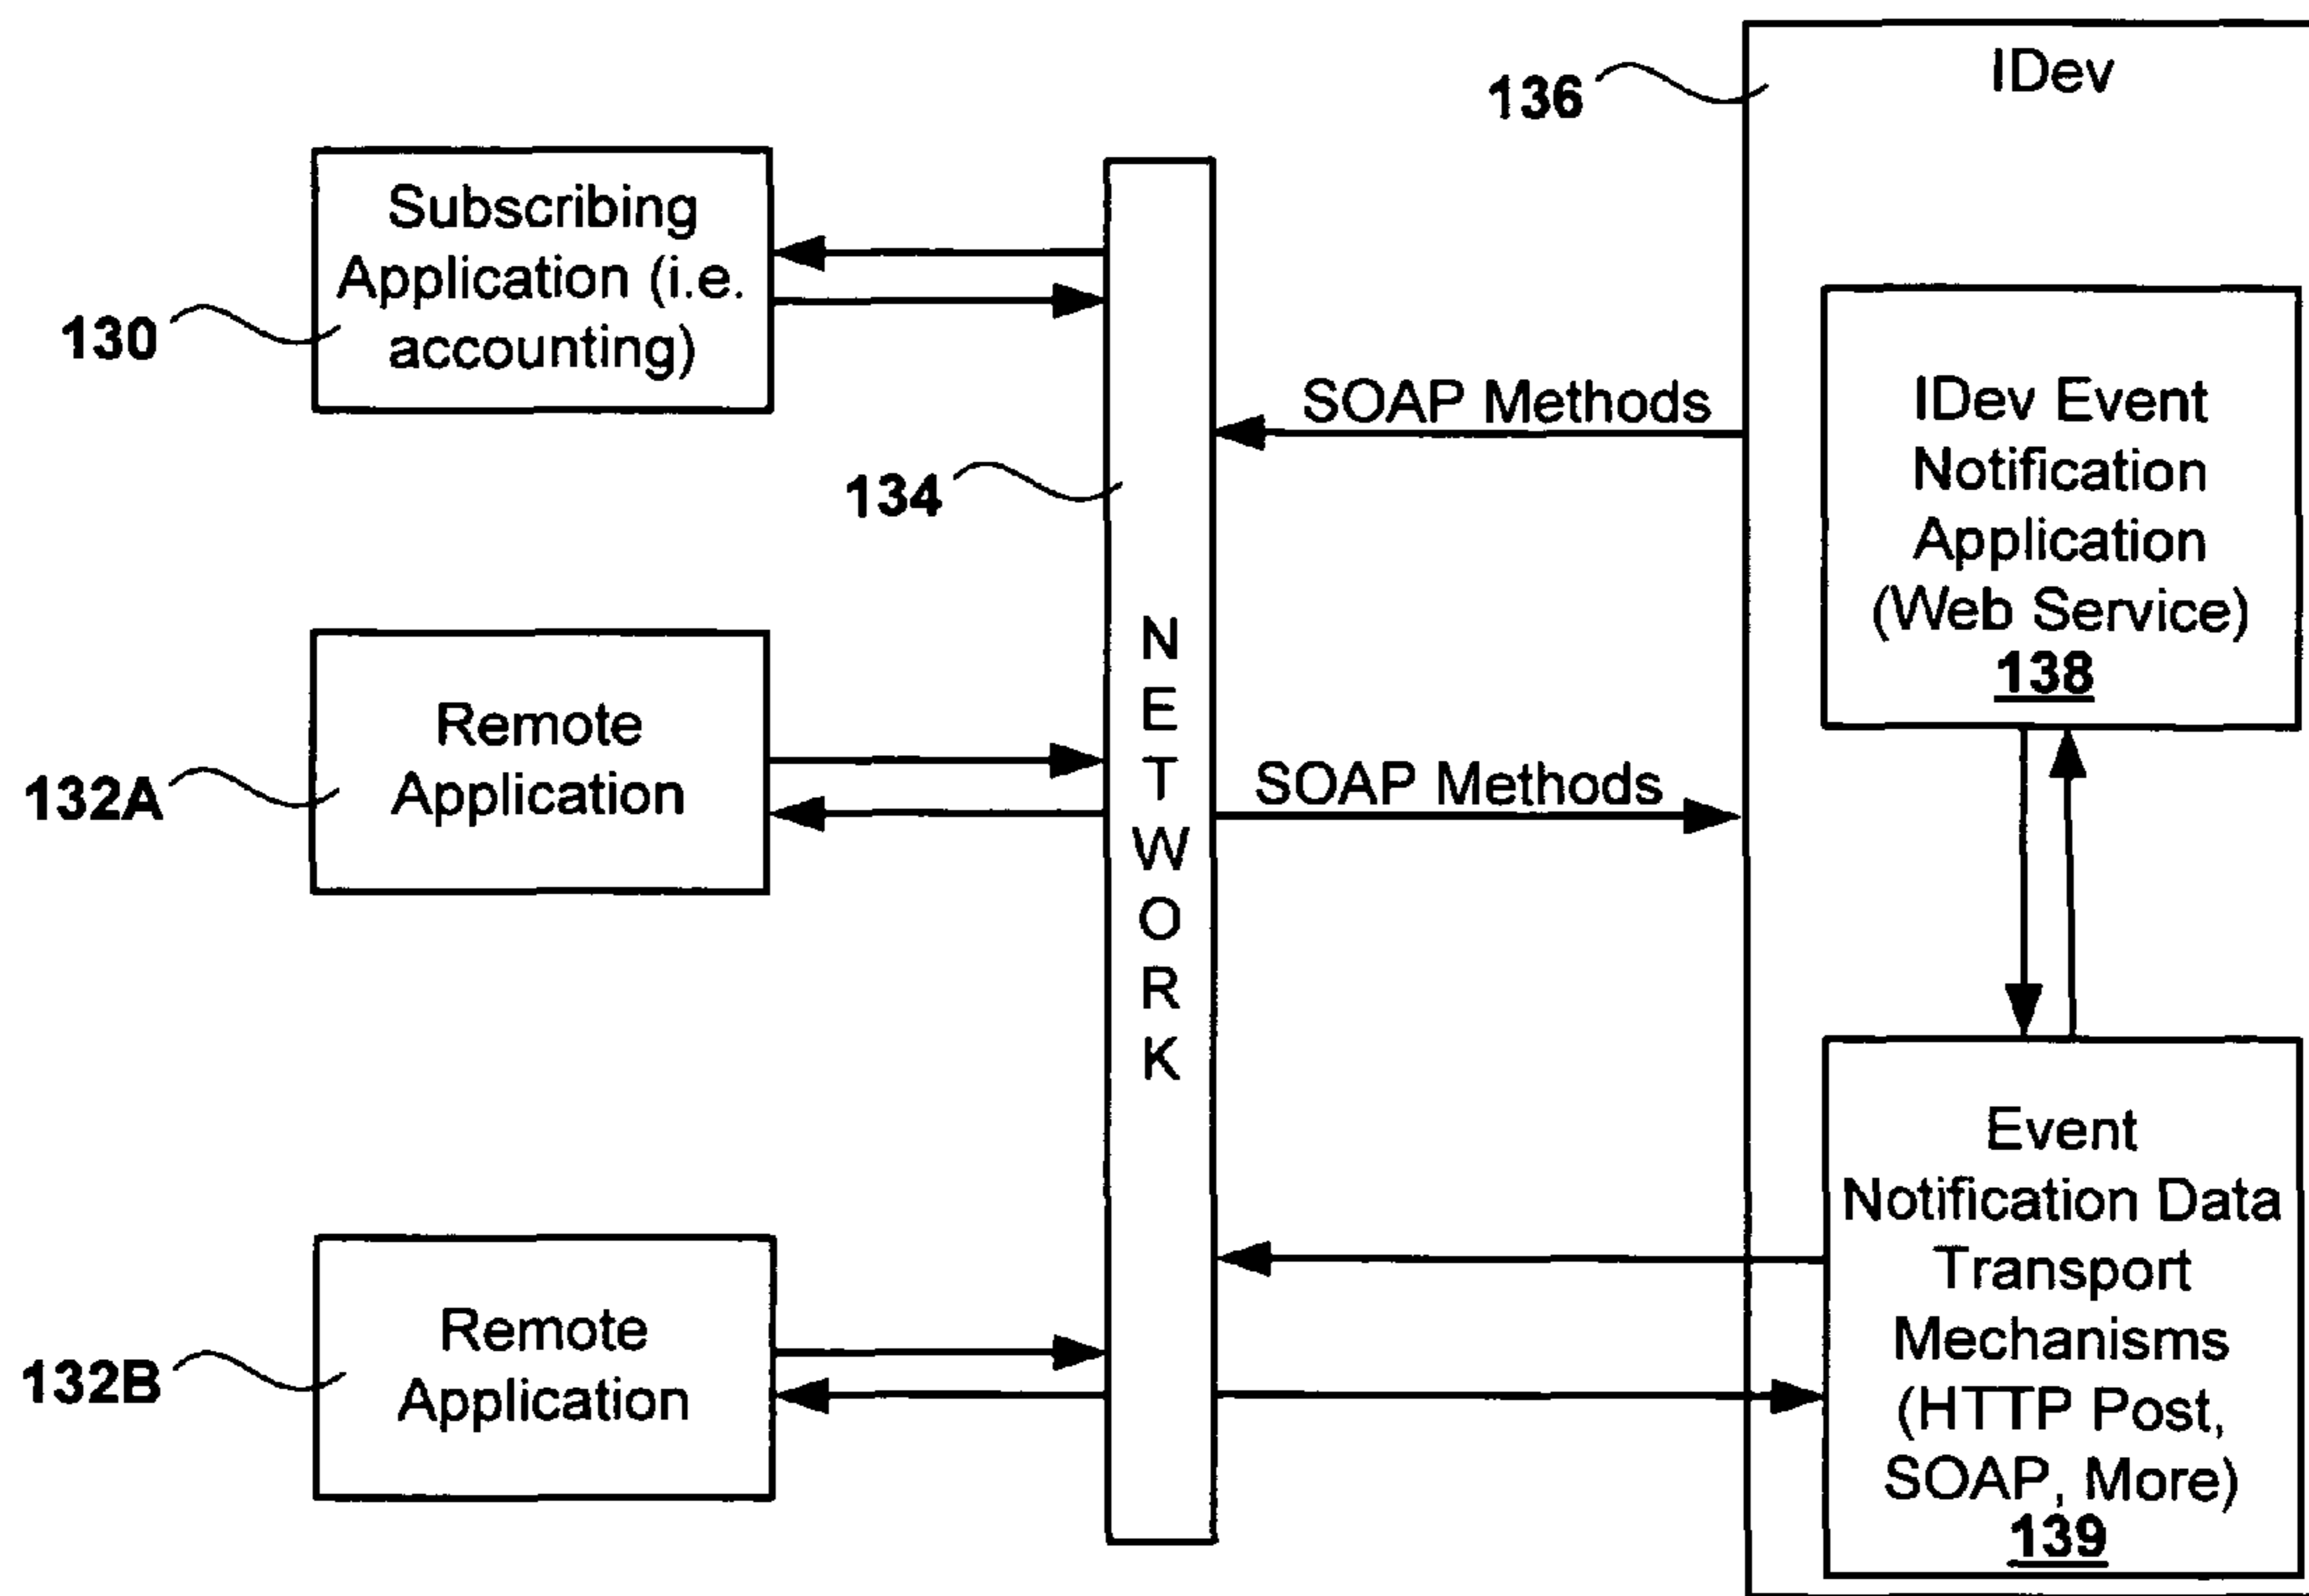 IDev
136
Subscribing
Application (i.e.
accounting)
130
SOAP Methods
134
IDev Event
Notification
Application
(Web Service)
138
NETWORK
Remote
Application
132A
SOAP Methods
Event
Notification Data
Transport
Mechanisms
(HTTP Post,
SOAP, More)
139
Remote
Application
132B